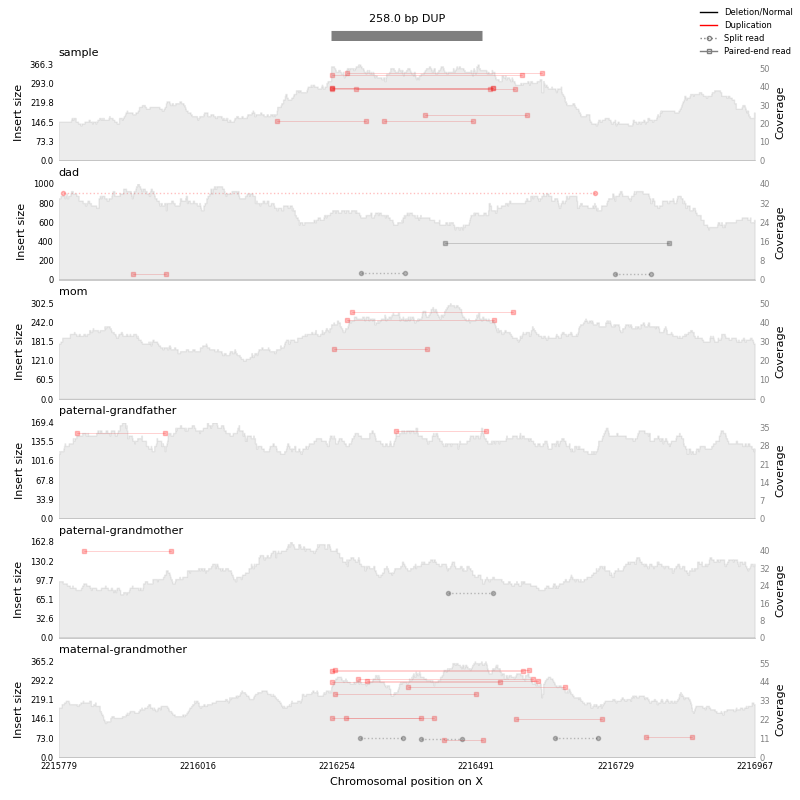 258.0 bp DUP
Deletion/Normal
Duplication
Split read
Paired-end read
sample
366.3
293.0
219.8
146.5
73.3
0.0
Insert size
50
40
30
20
10
0
Coverage
dad
1000
800
600
400
200
0
Insert size
40
32
24
16
8
0
Coverage
mom
302.5
242.0
181.5
121.0
60.5
0.0
Insert size
50
40
30
20
10
0
Coverage
paternal-grandfather
169.4
135.5
101.6
67.8
33.9
0.0
Insert size
35
28
21
14
7
0
Coverage
paternal-grandmother
162.8
130.2
97.7
65.1
32.6
0.0
Insert size
40
32
24
16
8
0
Coverage
maternal-grandmother
365.2
292.2
219.1
146.1
73.0
0.0
Insert size
55
44
33
22
11
0
Coverage
2215779 2216016 2216254 2216491 2216729 2216967
Chromosomal position on X